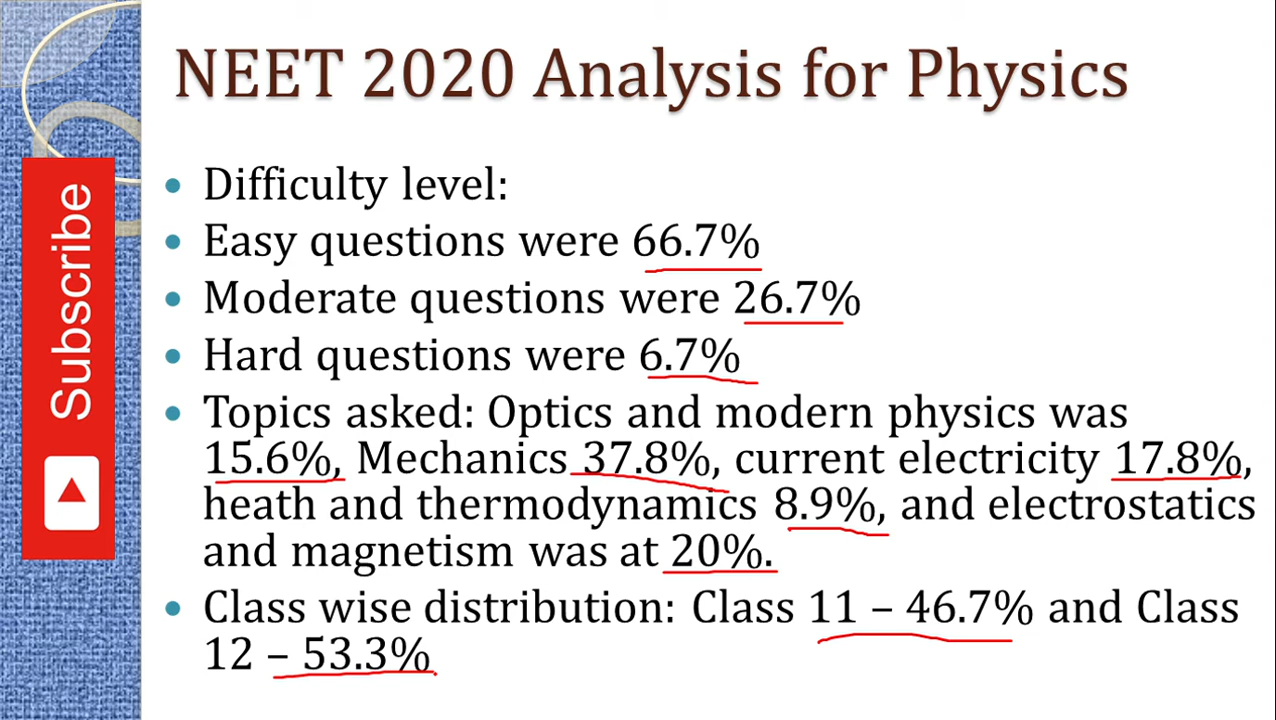 NEET 2020 Analysis for Physics
Subscribe
• Difficulty level:
• Easy questions were 66.7%
• Moderate questions were 26.7%
• Hard questions were 6.7%
• Topics asked: Optics and modern physics was
15.6%, Mechanics 37.8%, current electricity 17.8%,
heath and thermodynamics 8.9%, and electrostatics
and magnetism was at 20%.
• Class wise distribution: Class 11 – 46.7% and Class
12 – 53.3%